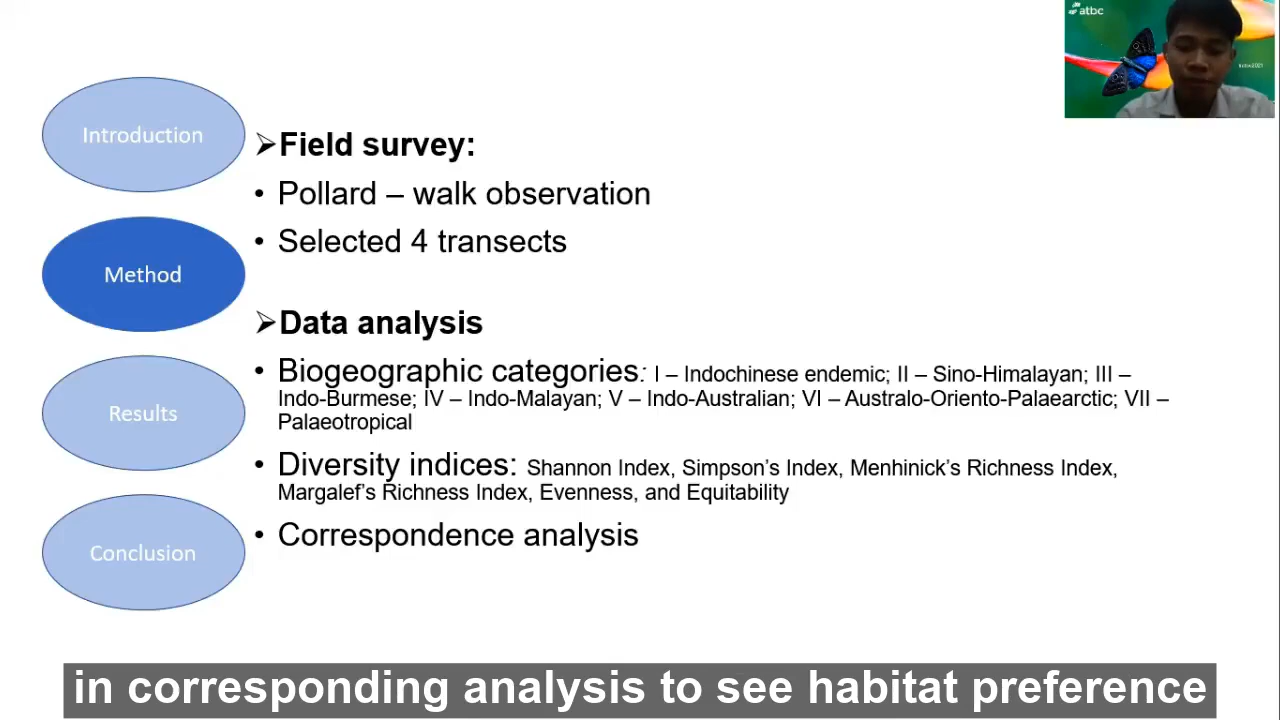 atbc
Introduction
➢Field survey:
• Pollard – walk observation
• Selected 4 transects
Method
➢Data analysis
• Biogeographic categories: I – Indochinese endemic; II – Sino-Himalayan; III –
Indo-Burmese; IV – Indo-Malayan; V – Indo-Australian; VI – Australo-Oriento-Palaearctic; VII –
Palaeotropical
Results
• Diversity indices: Shannon Index, Simpson’s Index, Menhinick’s Richness Index,
Margalef’s Richness Index, Evenness, and Equitability
• Correspondence analysis
Conclusion
in corresponding analysis to see habitat preference